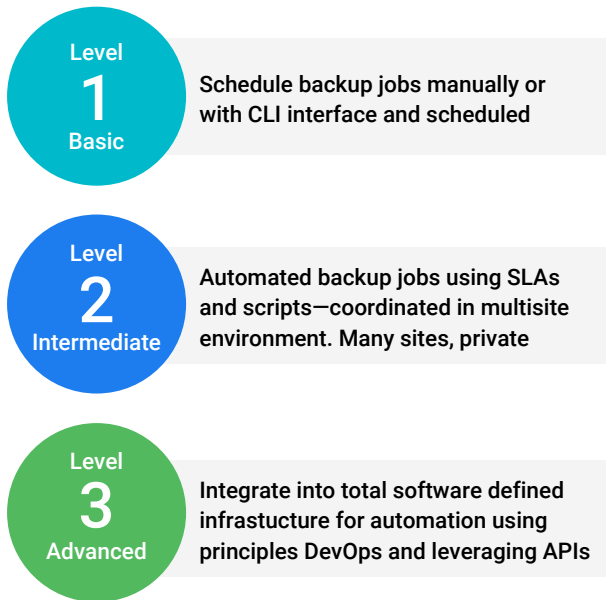 Level
1
Basic
Schedule backup jobs manually or
with CLI interface and scheduled
Level
2
Intermediate
Automated backup jobs using SLAs
and scripts—coordinated in multisite
environment. Many sites, private
Level
3
Advanced
Integrate into total software defined
infrastucture for automation using
principles DevOps and leveraging APIs